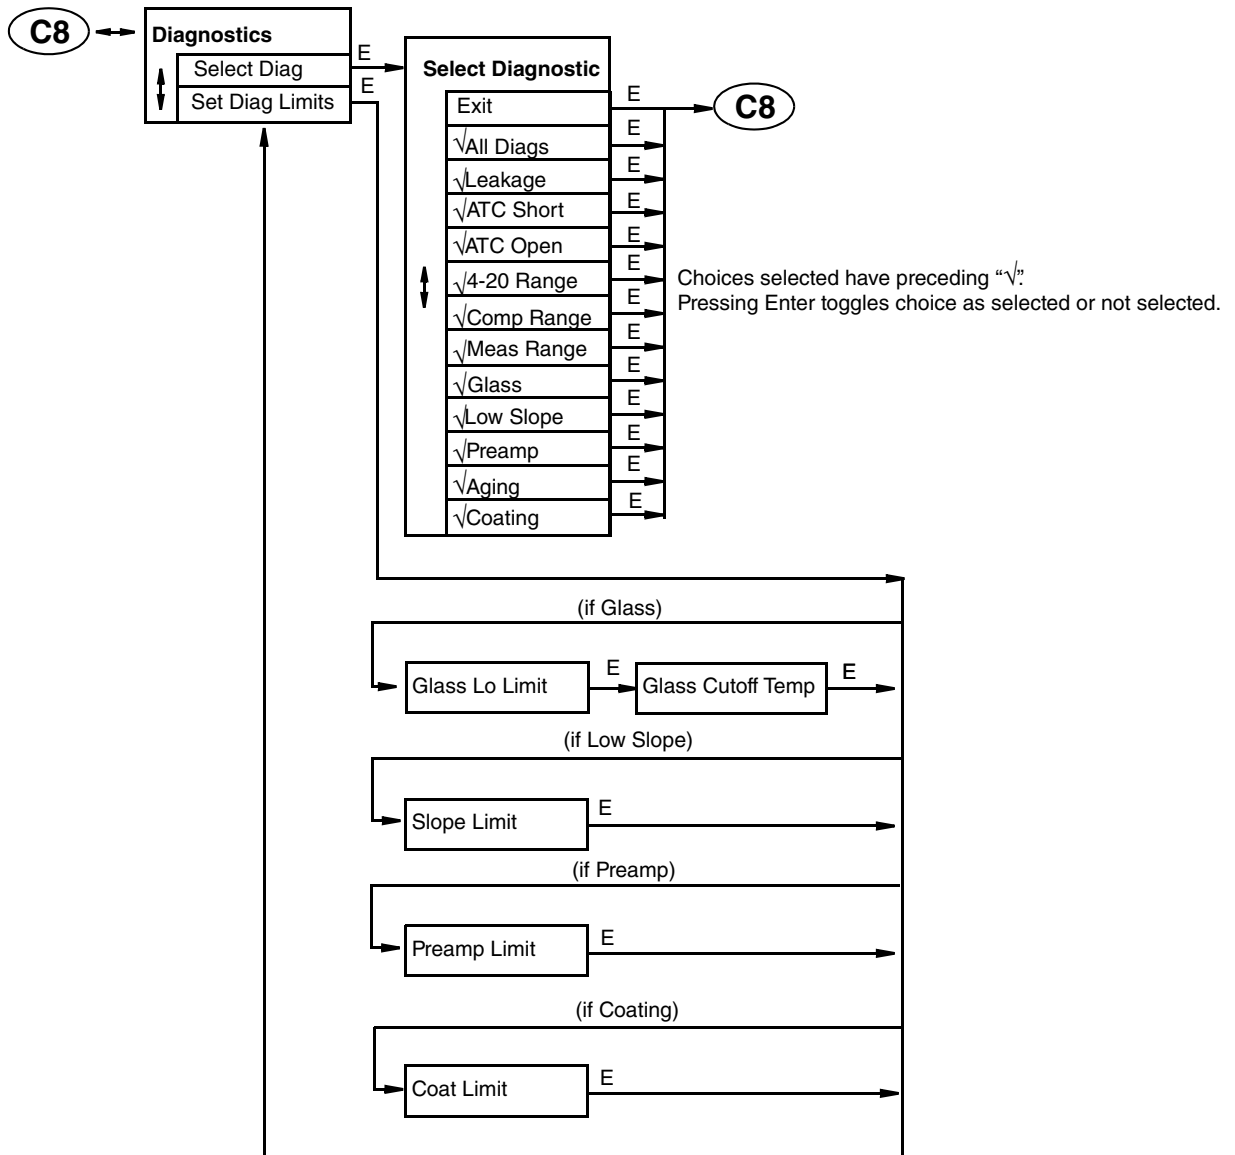 C8
Diagnostics
Select Diag
E
Set Diag Limits
E
Select Diagnostic
Exit
E
C8
√All Diags
E
√Leakage
E
√ATC Short
E
√ATC Open
E
√4-20 Range
E
√Comp Range
E
√Meas Range
E
√Glass
E
√Low Slope
E
√Preamp
E
√Aging
E
√Coating
E
Choices selected have preceding “√”.
Pressing Enter toggles choice as selected or not selected.
(if Glass)
Glass Lo Limit
E
Glass Cutoff Temp
E
(if Low Slope)
Slope Limit
E
(if Preamp)
Preamp Limit
E
(if Coating)
Coat Limit
E